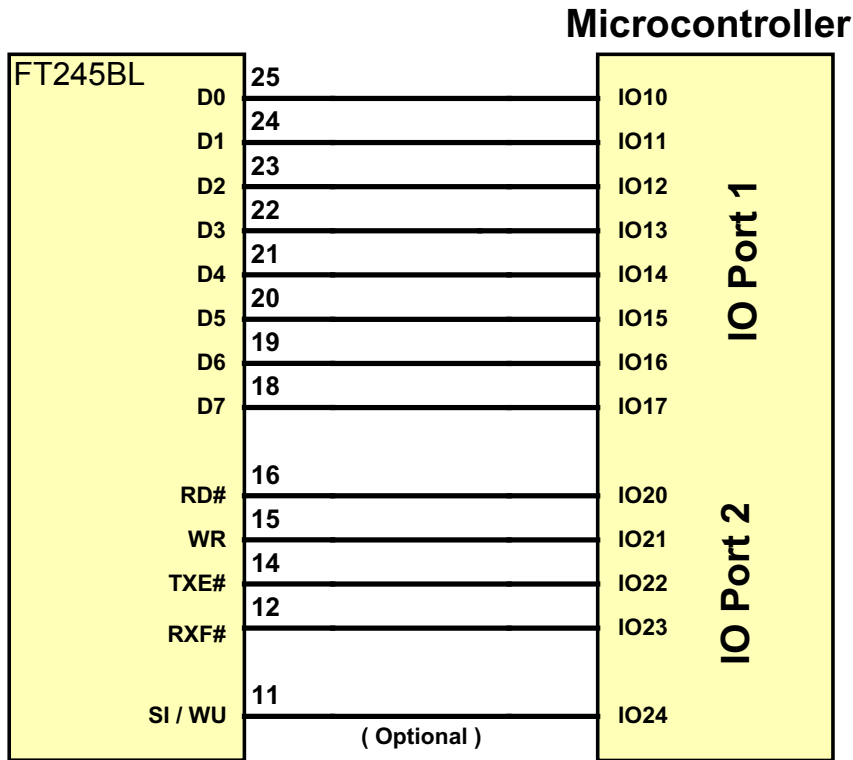 Microcontroller
FT245BL
D0 25 IO10
D1 24 IO11
D2 23 IO12
D3 22 IO13
D4 21 IO14
D5 20 IO15
D6 19 IO16
D7 18 IO17
IO Port 1
RD# 16 IO20
WR 15 IO21
TXE# 14 IO22
RXF# 12 IO23
IO Port 2
SI / WU 11 IO24
( Optional )